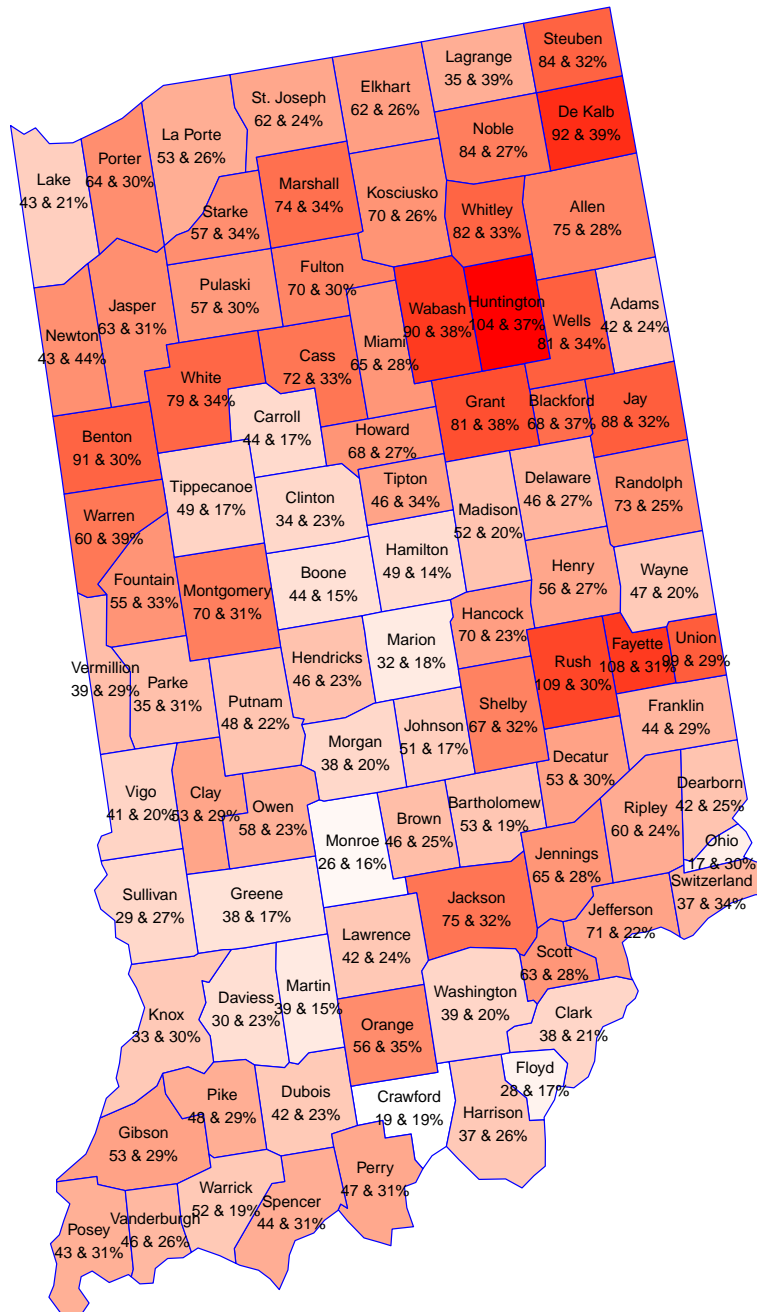 Steuben
84 & 32%
Lagrange
35 & 39%
Elkhart
62 & 26%
St. Joseph
62 & 24%
La Porte
53 & 26%
Porter
64 & 30%
Lake
43 & 21%
De Kalb
92 & 39%
Noble
84 & 27%
Marshall
74 & 34%
Kosciusko
70 & 26%
Starke
57 & 34%
Whitley
82 & 33%
Allen
75 & 28%
Fulton
70 & 30%
Pulaski
57 & 30%
Jasper
63 & 31%
Newton
43 & 44%
Wabash
90 & 38%
Huntington
104 & 37%
Wells
81 & 34%
Adams
42 & 24%
Miami
65 & 28%
Cass
72 & 33%
White
79 & 34%
Carroll
44 & 17%
Benton
91 & 30%
Grant
81 & 38%
Blackford
68 & 37%
Jay
88 & 32%
Howard
68 & 27%
Tipton
46 & 34%
Tippecanoe
49 & 17%
Clinton
34 & 23%
Warren
60 & 39%
Madison
52 & 20%
Delaware
46 & 27%
Randolph
73 & 25%
Hamilton
49 & 14%
Boone
44 & 15%
Montgomery
70 & 31%
Fountain
55 & 33%
Henry
56 & 27%
Wayne
47 & 20%
Hancock
70 & 23%
Marion
32 & 18%
Hendricks
46 & 23%
Vermillion
39 & 29%
Parke
35 & 31%
Putnam
48 & 22%
Rush
109 & 30%
Fayette
108 & 31%
Union
99 & 29%
Shelby
67 & 32%
Franklin
44 & 29%
Johnson
51 & 17%
Morgan
38 & 20%
Decatur
53 & 30%
Vigo
41 & 20%
Clay
53 & 29%
Owen
58 & 23%
Monroe
26 & 16%
Brown
46 & 25%
Bartholomew
53 & 19%
Ripley
60 & 24%
Dearborn
42 & 25%
Ohio
17 & 30%
Jennings
65 & 28%
Switzerland
37 & 34%
Sullivan
29 & 27%
Greene
38 & 17%
Jackson
75 & 32%
Jefferson
71 & 22%
Lawrence
42 & 24%
Scott
63 & 28%
Knox
33 & 30%
Daviess
30 & 23%
Martin
39 & 15%
Washington
39 & 20%
Clark
38 & 21%
Orange
56 & 35%
Floyd
28 & 17%
Pike
48 & 29%
Dubois
42 & 23%
Crawford
19 & 19%
Harrison
37 & 26%
Gibson
53 & 29%
Perry
47 & 31%
Warrick
52 & 19%
Spencer
44 & 31%
Vanderburgh
46 & 26%
Posey
43 & 31%